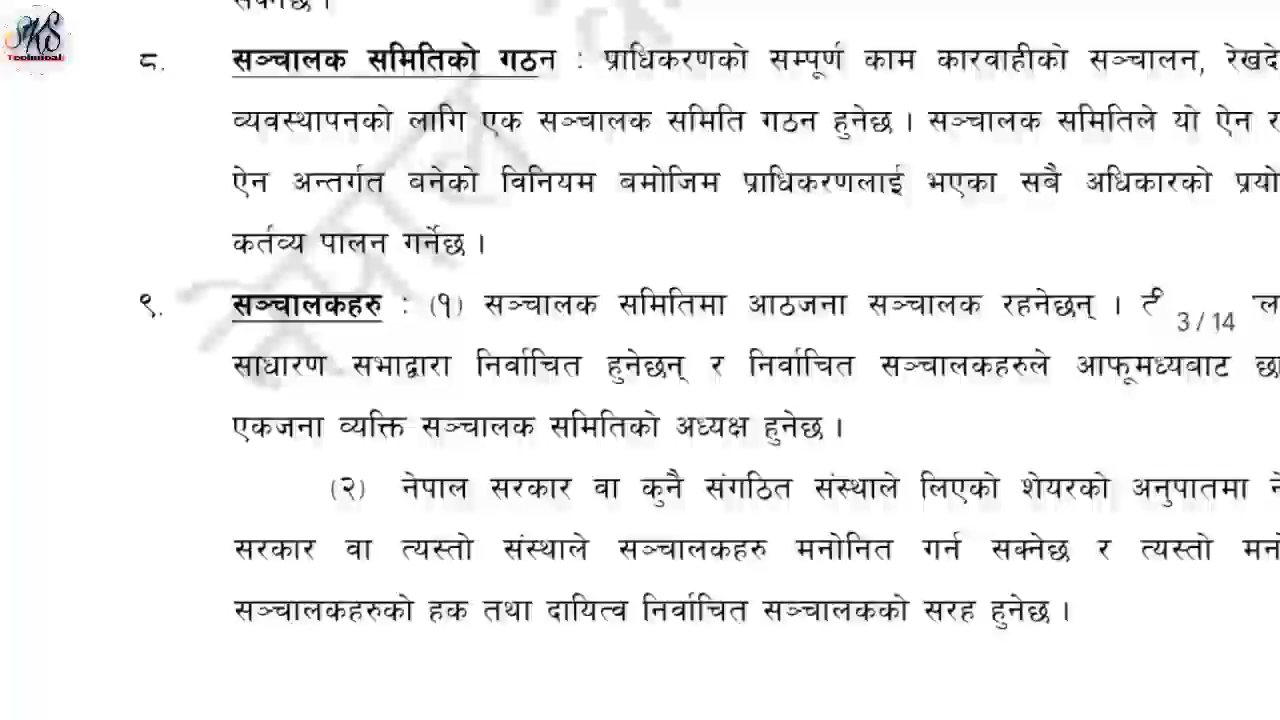 SKS
Technical
सक्नेछ ।
८. सञ्चालक समितिको गठन : प्राधिकरणको सम्पूर्ण काम कारवाहीको सञ्चालन, रेखदे
व्यवस्थापनको लागि एक सञ्चालक समिति गठन हुनेछ । सञ्चालक समितिले यो ऐन र
ऐन अन्तर्गत बनेको विनियम बमोजिम प्राधिकरणलाई भएका सबै अधिकारको प्रयो
कर्तव्य पालन गर्नेछ ।
९. सञ्चालकहरु : (१) सञ्चालक समितिमा आठजना सञ्चालक रहनेछन् ।
3 / 14
साधारण सभाद्वारा निर्वाचित हुनेछन् र निर्वाचित सञ्चालकहरुले आफूमध्यबाट छा
एकजना व्यक्ति सञ्चालक समितिको अध्यक्ष हुनेछ ।
(२) नेपाल सरकार वा कुनै संगठित संस्थाले लिएको शेयरको अनुपातमा ने
सरकार वा त्यस्तो संस्थाले सञ्चालकहरु मनोनित गर्न सक्नेछ र त्यस्तो मनो
सञ्चालकहरुको हक तथा दायित्व निर्वाचित सञ्चालकको सरह हुनेछ ।